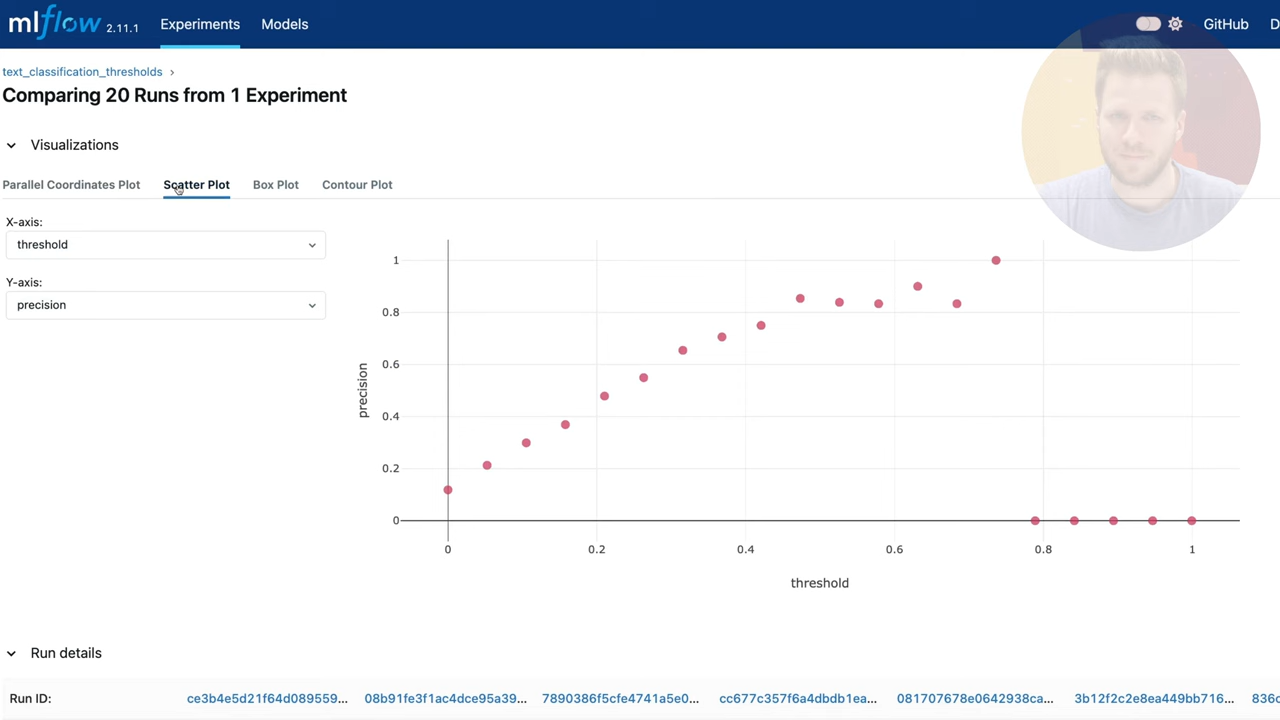 mlflow 2.11.1 Experiments Models GitHub D
text_classification_thresholds ›
Comparing 20 Runs from 1 Experiment
Visualizations
Parallel Coordinates Plot Scatter Plot Box Plot Contour Plot
X-axis:
threshold
Y-axis:
precision
1
0.8
0.6
0.4
0.2
0
precision
0 0.2 0.4 0.6 0.8 1
threshold
Run details
Run ID: ce3b4e5d21f64d089559... 08b91fe3f1ac4dce95a39... 7890386f5cfe4741a5e0... cc677c357f6a4dbdb1ea... 081707678e0642938ca... 3b12f2c2e8ea449bb716... 836c